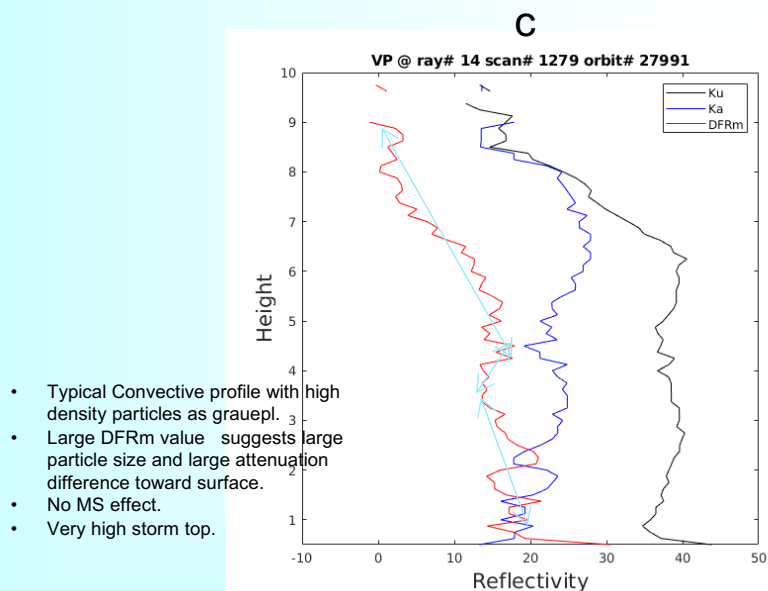 C
VP @ ray# 14 scan# 1279 orbit# 27991
10
9
8
7
6
5
4
3
2
1
Height
Ku
Ka
DFRm
-10 0 10 20 30 40 50
Reflectivity
• Typical Convective profile with high
density particles as grauepl.
• Large DFRm value suggests large
particle size and large attenuation
difference toward surface.
• No MS effect.
• Very high storm top.